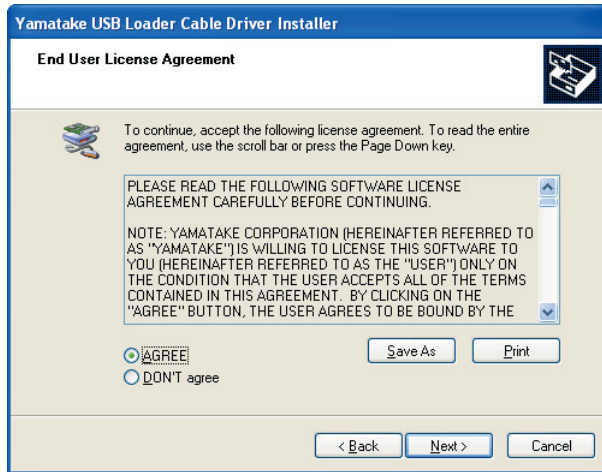 Yamatake USB Loader Cable Driver Installer
End User License Agreement
To continue, accept the following license agreement. To read the entire
agreement, use the scroll bar or press the Page Down key.
PLEASE READ THE FOLLOWING SOFTWARE LICENSE
AGREEMENT CAREFULLY BEFORE CONTINUING.
NOTE: YAMATAKE CORPORATION (HEREINAFTER REFERRED TO
AS "YAMATAKE") IS WILLING TO LICENSE THIS SOFTWARE TO
YOU (HEREINAFTER REFERRED TO AS THE "USER") ONLY ON
THE CONDITION THAT THE USER ACCEPTS ALL OF THE TERMS
CONTAINED IN THIS AGREEMENT.  BY CLICKING ON THE
"AGREE" BUTTON, THE USER AGREES TO BE BOUND BY THE
AGREE
Save As
Print
DON'T agree
< Back
Next >
Cancel